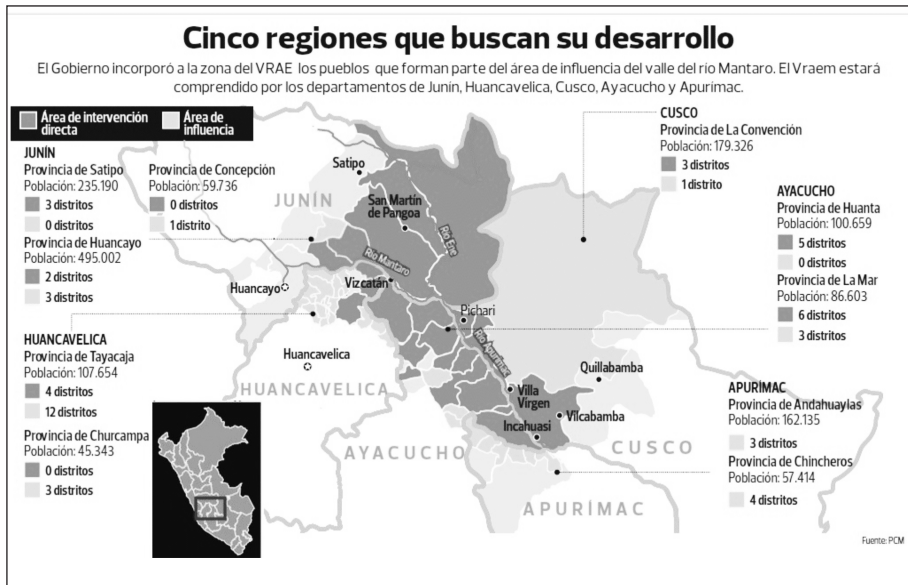 Cinco regiones que buscan su desarrollo
El Gobierno incorporó a la zona del VRAE los pueblos que forman parte del área de influencia del valle del río Mantaro. El Vraem estará
comprendido por los departamentos de Junín, Huancavelica, Cusco, Ayacucho y Apurímac.
Área de intervención
directa
Área de
influencia
JUNÍN
Provincia de Satipo
Población: 235.190
3 distritos
0 distritos
Provincia de Huancayo
Población: 495.002
2 distritos
3 distritos
Provincia de Concepción
Población: 59.736
0 distritos
1 distrito
HUANCAVELICA
Provincia de Tayacaja
Población: 107.654
4 distritos
12 distritos
Provincia de Churcampa
Población: 45.343
0 distritos
3 distritos
Satipo
JUNÍN
San Martín
de Pangoa
Río Ene
Río Mantaro
Huancayo
Vizcatán
Pichari
Río Apurímac
Huancavelica
HUANCAVELICA
Villa
Virgen
Quillabamba
Vilcabamba
Incahuasi
AYACUCHO
CUSCO
APURÍMAC
CUSCO
Provincia de La Convención
Población: 179.326
3 distritos
1 distrito
AYACUCHO
Provincia de Huanta
Población: 100.659
5 distritos
0 distritos
Provincia de La Mar
Población: 86.603
6 distritos
3 distritos
APURÍMAC
Provincia de Andahuaylas
Población: 162.135
3 distritos
Provincia de Chincheros
Población: 57.414
4 distritos
Fuente: PCM